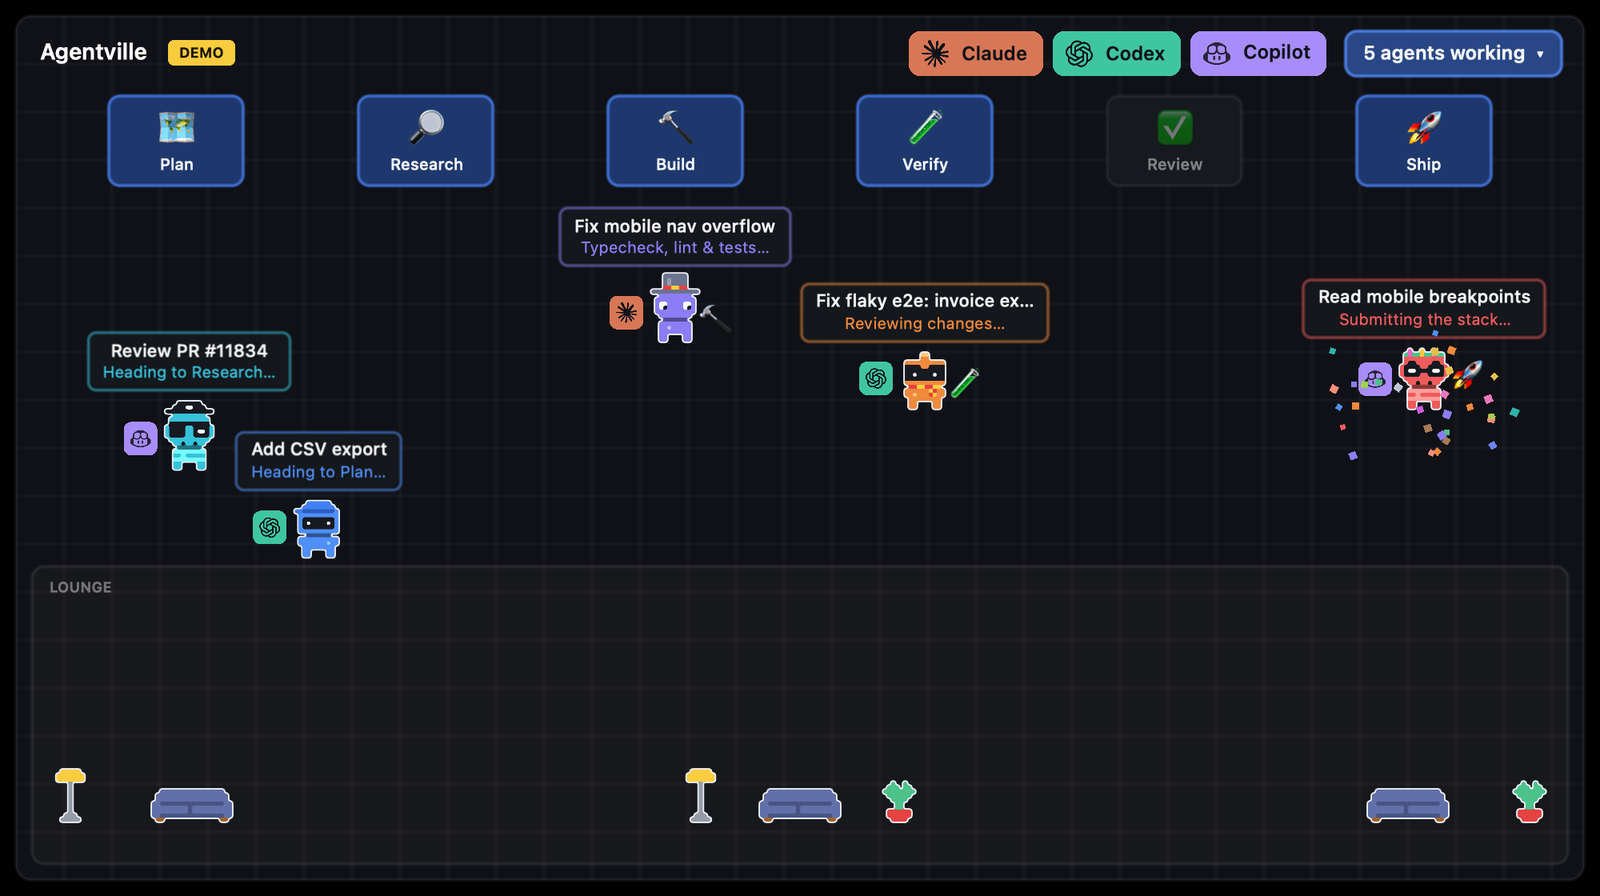 Agentville
DEMO
Claude
Codex
Copilot
5 agents working
Plan
Research
Build
Verify
Review
Ship
Fix mobile nav overflow
Typecheck, lint & tests...
Fix flaky e2e: invoice ex...
Reviewing changes...
Read mobile breakpoints
Submitting the stack...
Review PR #11834
Heading to Research...
Add CSV export
Heading to Plan...
LOUNGE